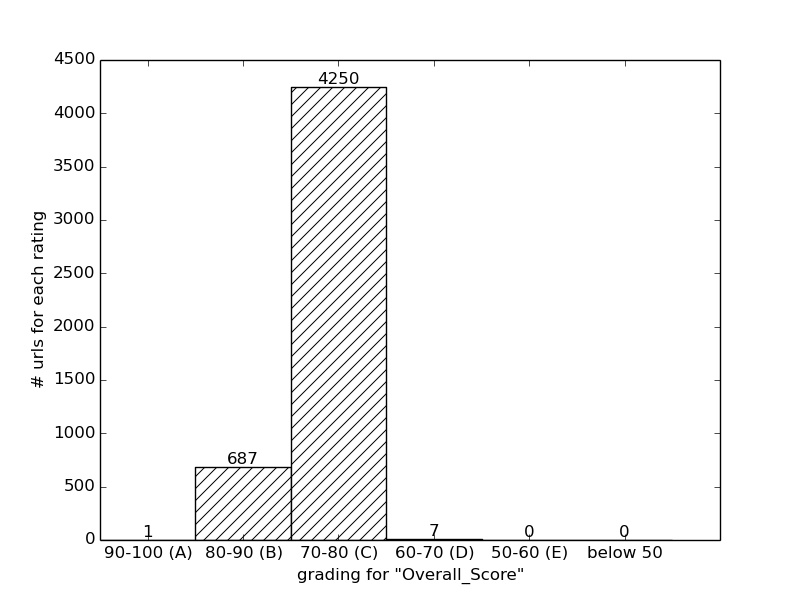 4500
4000
3500
3000
2500
2000
1500
1000
500
0
# urls for each rating
1
687
4250
7
0
0
90-100 (A)
80-90 (B)
70-80 (C)
60-70 (D)
50-60 (E)
below 50
grading for "Overall_Score"